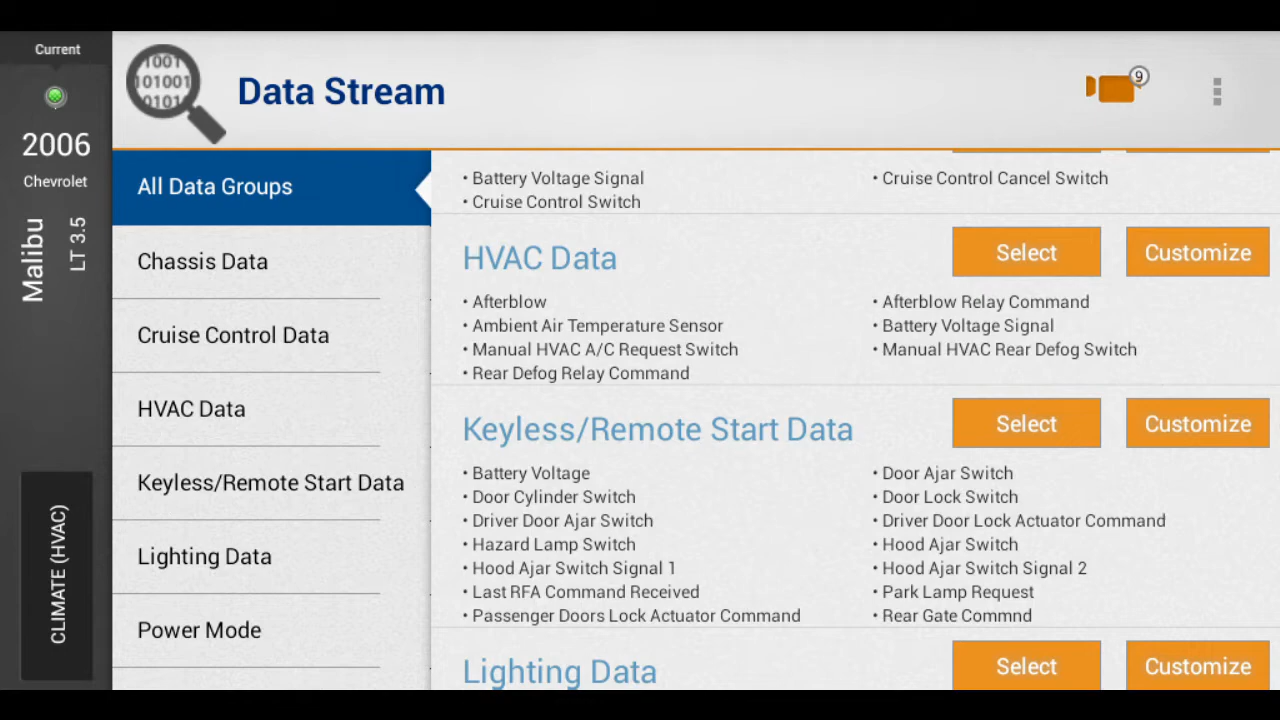 Current
2006
Chevrolet
Malibu
LT 3.5
CLIMATE (HVAC)
1001
101001
0101
Data Stream
9
All Data Groups
Chassis Data
Cruise Control Data
HVAC Data
Keyless/Remote Start Data
Lighting Data
Power Mode
• Battery Voltage Signal
• Cruise Control Cancel Switch
• Cruise Control Switch
HVAC Data
Select
Customize
• Afterblow
• Afterblow Relay Command
• Ambient Air Temperature Sensor
• Battery Voltage Signal
• Manual HVAC A/C Request Switch
• Manual HVAC Rear Defog Switch
• Rear Defog Relay Command
Keyless/Remote Start Data
Select
Customize
• Battery Voltage
• Door Ajar Switch
• Door Cylinder Switch
• Door Lock Switch
• Driver Door Ajar Switch
• Driver Door Lock Actuator Command
• Hazard Lamp Switch
• Hood Ajar Switch
• Hood Ajar Switch Signal 1
• Hood Ajar Switch Signal 2
• Last RFA Command Received
• Park Lamp Request
• Passenger Doors Lock Actuator Command
• Rear Gate Commnd
Lighting Data
Select
Customize